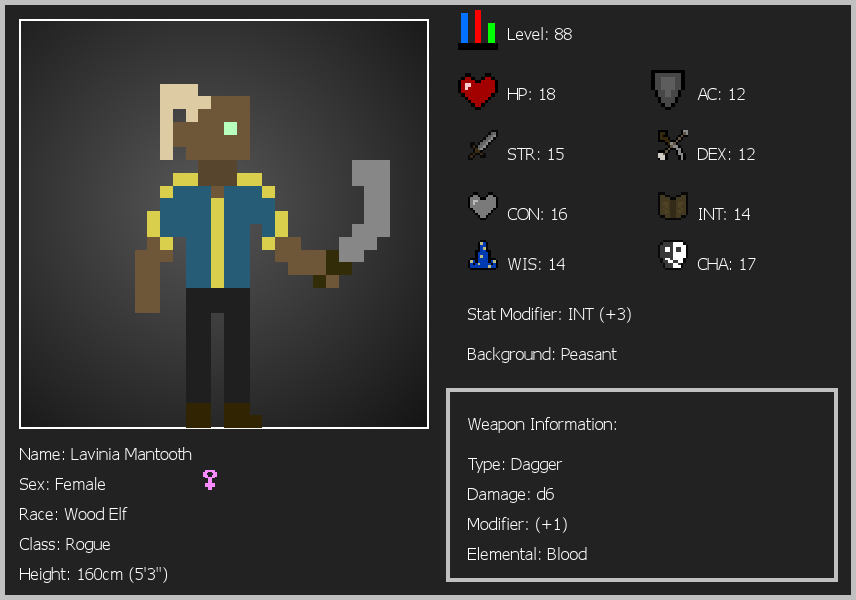 Level: 88
HP: 18
AC: 12
STR: 15
DEX: 12
CON: 16
INT: 14
WIS: 14
CHA: 17
Stat Modifier: INT (+3)
Background: Peasant
Weapon Information:
Type: Dagger
Damage: d6
Modifier: (+1)
Elemental: Blood
Name: Lavinia Mantooth
Sex: Female
Race: Wood Elf
Class: Rogue
Height: 160cm (5'3")